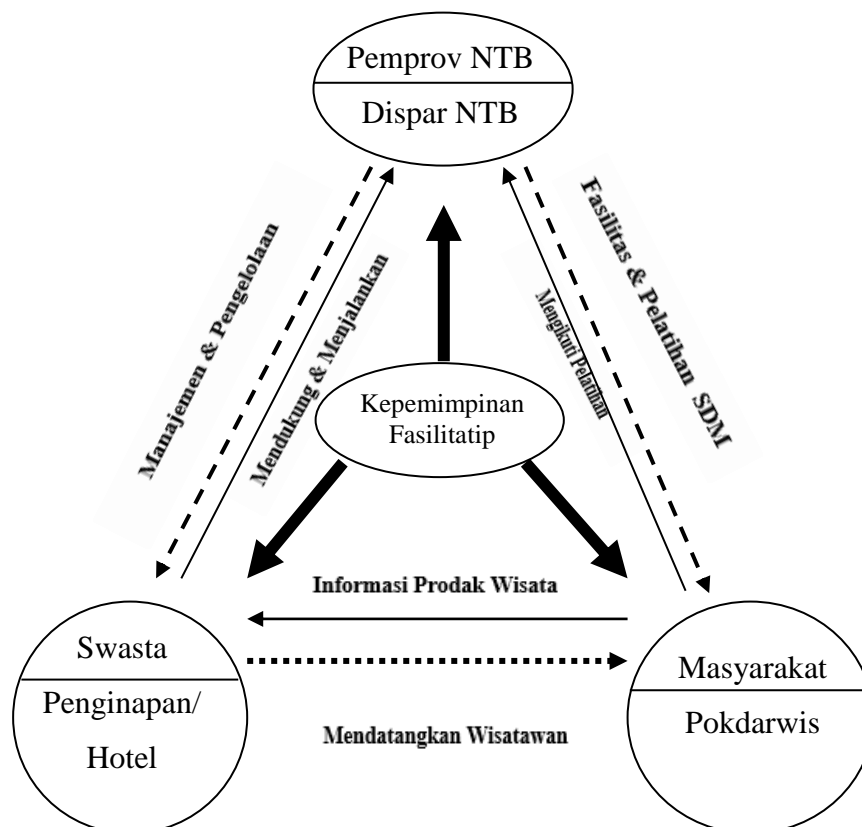 Pemprov NTB
Dispar NTB
Manajemen & Pengelolaan
Mendukung & Menjalankan
Mengikuti Pelatihan
Fasilitas & Pelatihan SDM
Kepemimpinan
Fasilitatip
Informasi Prodak Wisata
Swasta
Penginapan/
Hotel
Masyarakat
Pokdarwis
Mendatangkan Wisatawan